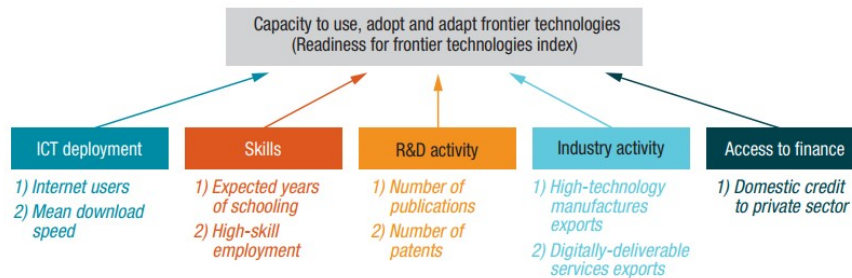 Capacity to use, adopt and adapt frontier technologies
(Readiness for frontier technologies index)
ICT deployment
1) Internet users
2) Mean download
speed
Skills
1) Expected years
of schooling
2) High-skill
employment
R&D activity
1) Number of
publications
2) Number of
patents
Industry activity
1) High-technology
manufactures
exports
2) Digitally-deliverable
services exports
Access to finance
1) Domestic credit
to private sector